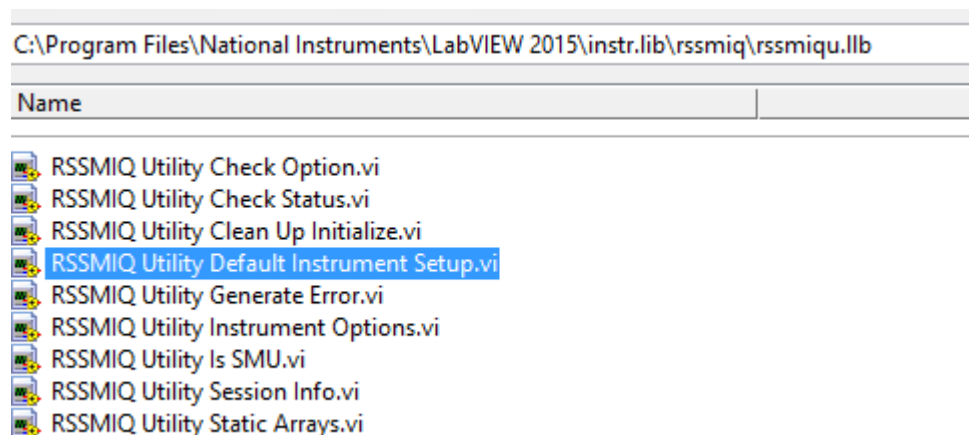 C:\Program Files\National Instruments\LabVIEW 2015\instr.lib\rssmiq\rssmiqu.llb
Name
RSSMIQ Utility Check Option.vi
RSSMIQ Utility Check Status.vi
RSSMIQ Utility Clean Up Initialize.vi
RSSMIQ Utility Default Instrument Setup.vi
RSSMIQ Utility Generate Error.vi
RSSMIQ Utility Instrument Options.vi
RSSMIQ Utility Is SMU.vi
RSSMIQ Utility Session Info.vi
RSSMIQ Utility Static Arrays.vi